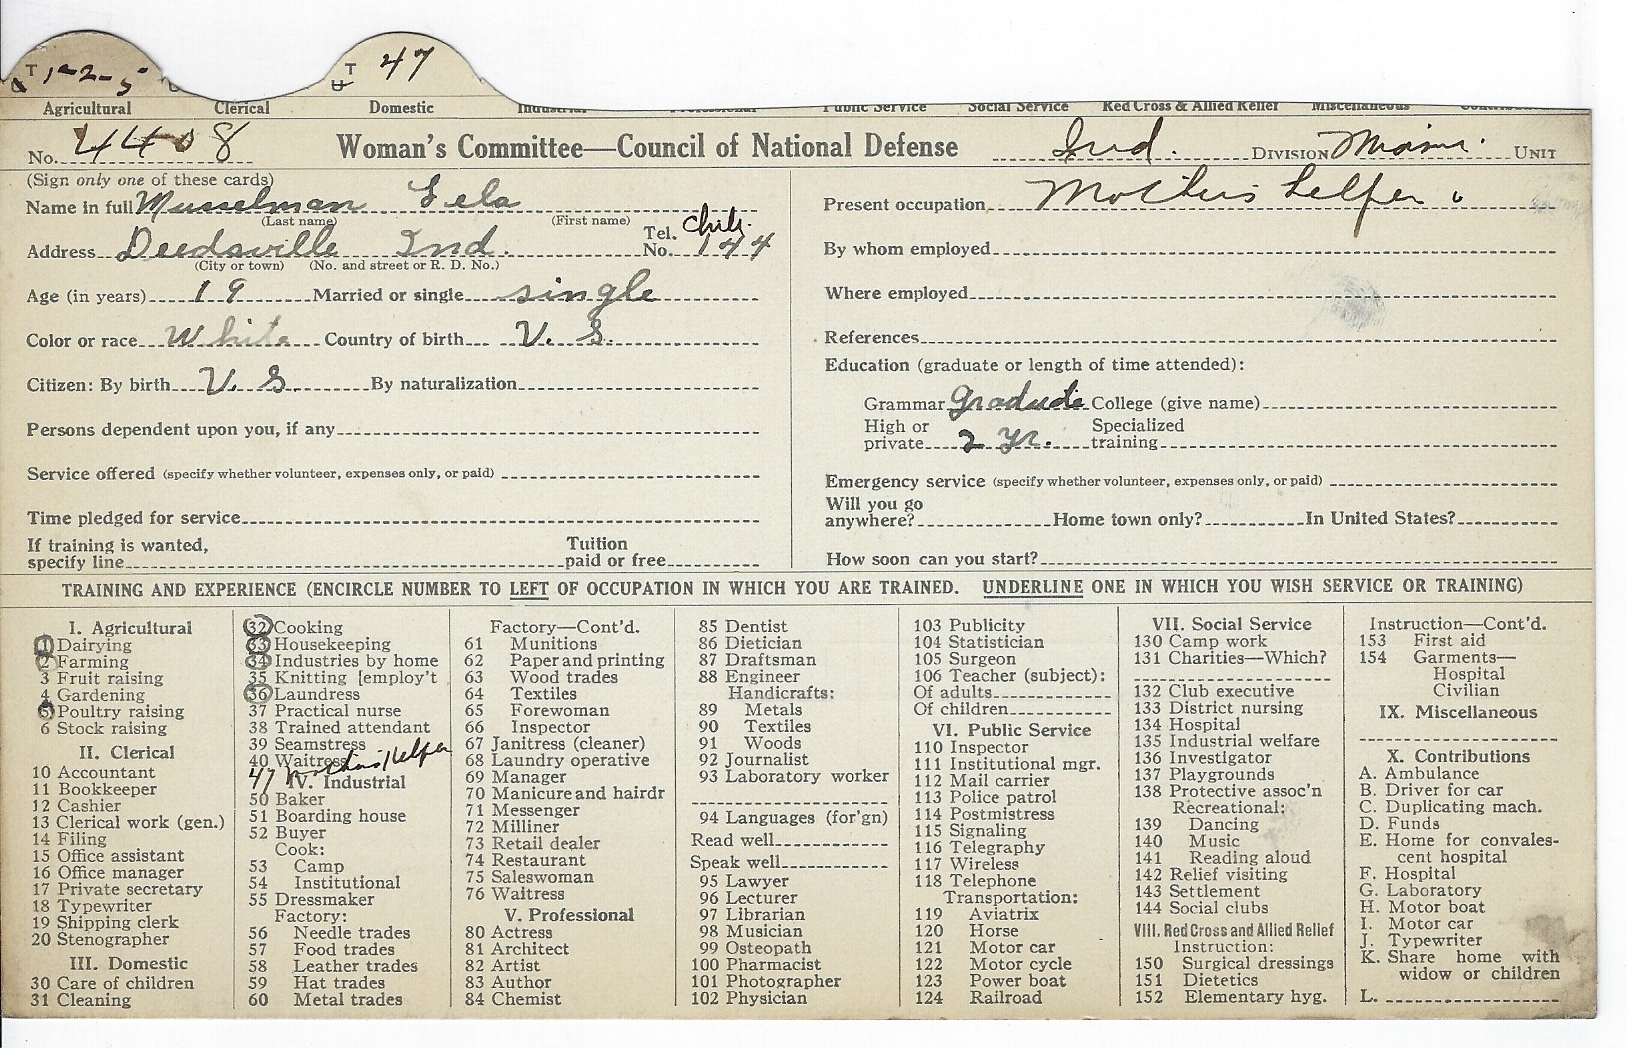 T 1-2-5 T 47
Agricultural Clerical Domestic Industrial Professional Public Service Social Service Red Cross & Allied Relief Miscellaneous
No. 4408 Woman's Committee—Council of National Defense Ind. DIVISION Miami. UNIT
(Sign only one of these cards)
Name in full Musselman Lela
(Last name) (First name)
Address Deedsville Ind. Tel. No. Chili. 144
(City or town) (No. and street or R. D. No.)
Age (in years) 19 Married or single single
Color or race White Country of birth U. S.
Citizen: By birth U. S. By naturalization
Persons dependent upon you, if any
Service offered (specify whether volunteer, expenses only, or paid)
Time pledged for service
If training is wanted, specify line Tuition paid or free
Present occupation Mothers helper
By whom employed
Where employed
References
Education (graduate or length of time attended):
Grammar graduate College (give name)
High or private 2 yr. Specialized training
Emergency service (specify whether volunteer, expenses only, or paid)
Will you go anywhere? Home town only? In United States?
How soon can you start?
TRAINING AND EXPERIENCE (ENCIRCLE NUMBER TO LEFT OF OCCUPATION IN WHICH YOU ARE TRAINED. UNDERLINE ONE IN WHICH YOU WISH SERVICE OR TRAINING)
I. Agricultural
1 Dairying
2 Farming
3 Fruit raising
4 Gardening
5 Poultry raising
6 Stock raising
II. Clerical
10 Accountant
11 Bookkeeper
12 Cashier
13 Clerical work (gen.)
14 Filing
15 Office assistant
16 Office manager
17 Private secretary
18 Typewriter
19 Shipping clerk
20 Stenographer
III. Domestic
30 Care of children
31 Cleaning
32 Cooking
33 Housekeeping
34 Industries by home
35 Knitting [employ't
36 Laundress
37 Practical nurse
38 Trained attendant
39 Seamstress
40 Waitress
47 Mothers Helper
IV. Industrial
50 Baker
51 Boarding house
52 Buyer
Cook:
53 Camp
54 Institutional
55 Dressmaker
Factory:
56 Needle trades
57 Food trades
58 Leather trades
59 Hat trades
60 Metal trades
Factory—Cont'd.
61 Munitions
62 Paper and printing
63 Wood trades
64 Textiles
65 Forewoman
66 Inspector
67 Janitress (cleaner)
68 Laundry operative
69 Manager
70 Manicure and hairdr
71 Messenger
72 Milliner
73 Retail dealer
74 Restaurant
75 Saleswoman
76 Waitress
V. Professional
80 Actress
81 Architect
82 Artist
83 Author
84 Chemist
85 Dentist
86 Dietician
87 Draftsman
88 Engineer
Handicrafts:
89 Metals
90 Textiles
91 Woods
92 Journalist
93 Laboratory worker
94 Languages (for'gn)
Read well
Speak well
95 Lawyer
96 Lecturer
97 Librarian
98 Musician
99 Osteopath
100 Pharmacist
101 Photographer
102 Physician
103 Publicity
104 Statistician
105 Surgeon
106 Teacher (subject):
Of adults
Of children
VI. Public Service
110 Inspector
111 Institutional mgr.
112 Mail carrier
113 Police patrol
114 Postmistress
115 Signaling
116 Telegraphy
117 Wireless
118 Telephone
Transportation:
119 Aviatrix
120 Horse
121 Motor car
122 Motor cycle
123 Power boat
124 Railroad
VII. Social Service
130 Camp work
131 Charities—Which?
132 Club executive
133 District nursing
134 Hospital
135 Industrial welfare
136 Investigator
137 Playgrounds
138 Protective assoc'n
Recreational:
139 Dancing
140 Music
141 Reading aloud
142 Relief visiting
143 Settlement
144 Social clubs
VIII. Red Cross and Allied Relief
Instruction:
150 Surgical dressings
151 Dietetics
152 Elementary hyg.
Instruction—Cont'd.
153 First aid
154 Garments—
Hospital
Civilian
IX. Miscellaneous
X. Contributions
A. Ambulance
B. Driver for car
C. Duplicating mach.
D. Funds
E. Home for convales-
cent hospital
F. Hospital
G. Laboratory
H. Motor boat
I. Motor car
J. Typewriter
K. Share home with
widow or children
L.